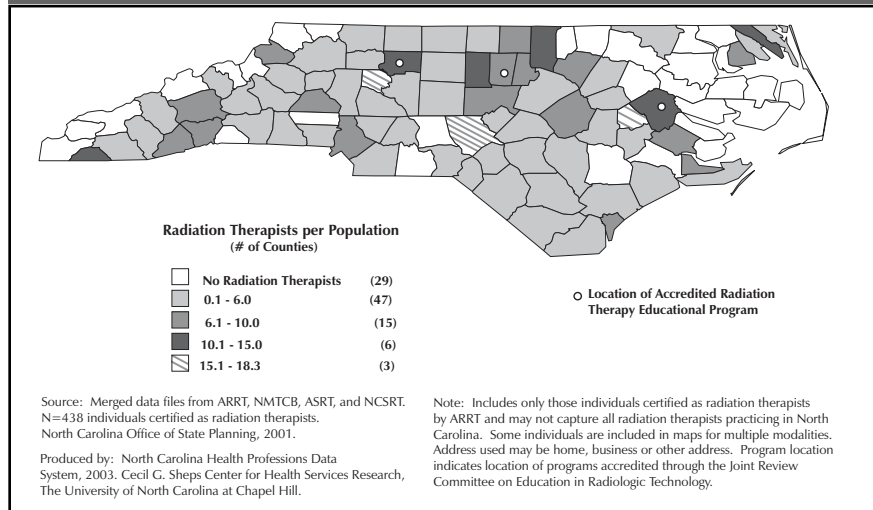 Radiation Therapists per Population
(# of Counties)
No Radiation Therapists (29)
0.1 - 6.0 (47)
6.1 - 10.0 (15)
10.1 - 15.0 (6)
15.1 - 18.3 (3)
Location of Accredited Radiation
Therapy Educational Program
Source: Merged data files from ARRT, NMTCB, ASRT, and NCSRT.
N=438 individuals certified as radiation therapists.
North Carolina Office of State Planning, 2001.
Produced by: North Carolina Health Professions Data
System, 2003. Cecil G. Sheps Center for Health Services Research,
The University of North Carolina at Chapel Hill.
Note: Includes only those individuals certified as radiation therapists
by ARRT and may not capture all radiation therapists practicing in North
Carolina. Some individuals are included in maps for multiple modalities.
Address used may be home, business or other address. Program location
indicates location of programs accredited through the Joint Review
Committee on Education in Radiologic Technology.